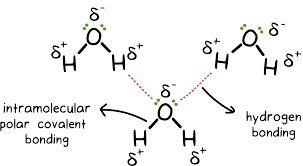 δ⁻
O
δ⁺ H H δ⁺
δ⁺ O δ⁻
H H δ⁺
δ⁻
O
H H
δ⁺ δ⁺
intramolecular
polar covalent
bonding
hydrogen
bonding